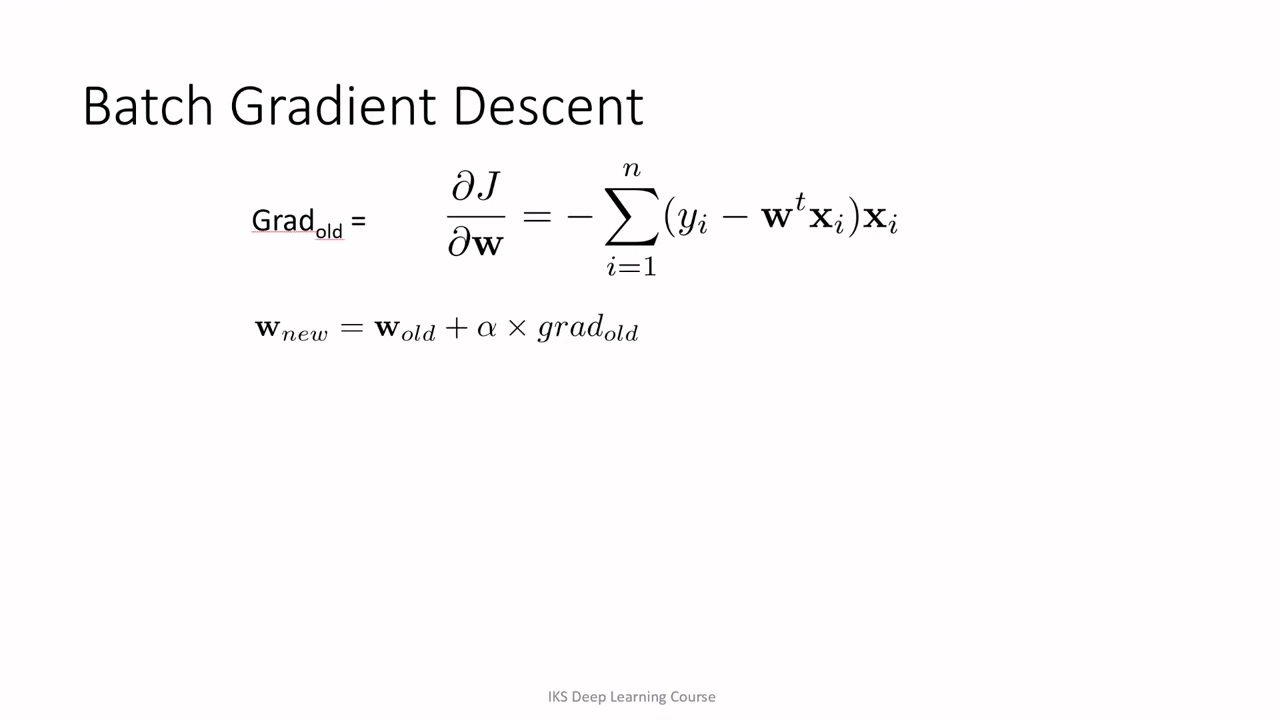 Batch Gradient Descent
Grad_old = ∂J/∂𝐰 = − ∑_{i=1}^{n} (y_i − 𝐰^t 𝐱_i)𝐱_i
𝐰_new = 𝐰_old + α × grad_old
IKS Deep Learning Course